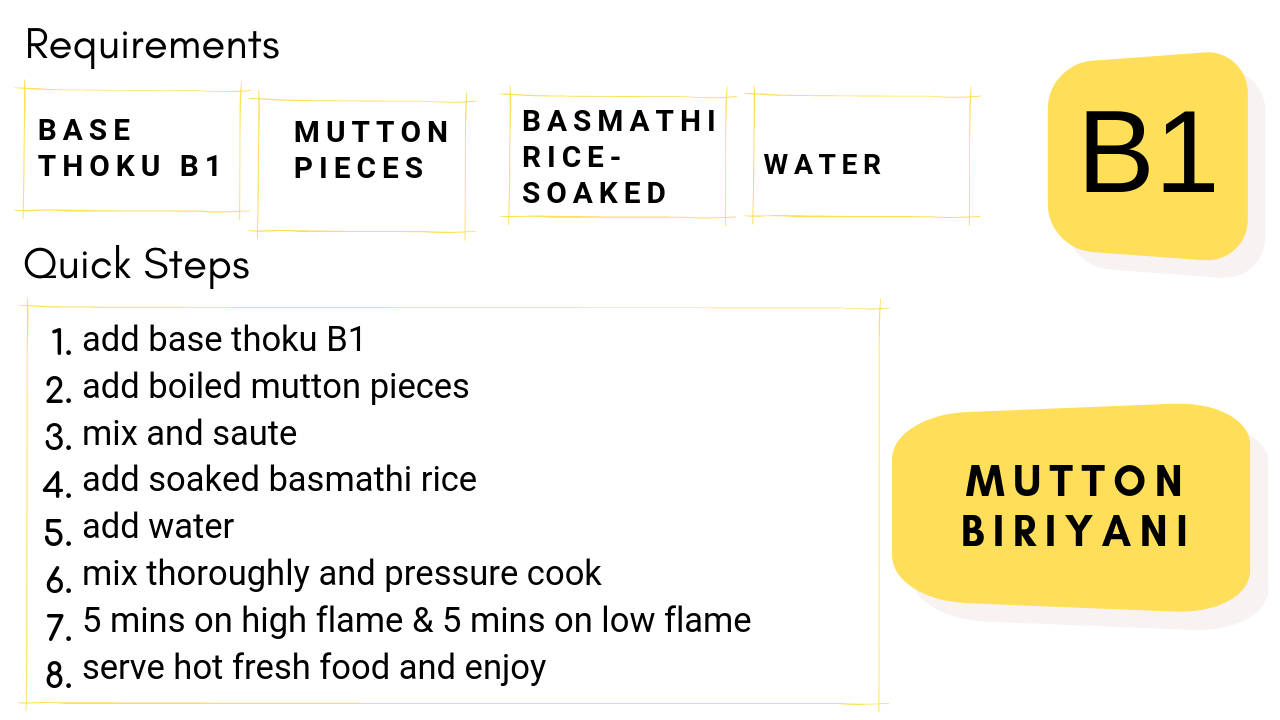 Requirements
BASE
THOKU B1
MUTTON
PIECES
BASMATHI
RICE-
SOAKED
WATER
B1
Quick Steps
1. add base thoku B1
2. add boiled mutton pieces
3. mix and saute
4. add soaked basmathi rice
5. add water
6. mix thoroughly and pressure cook
7. 5 mins on high flame & 5 mins on low flame
8. serve hot fresh food and enjoy
MUTTON
BIRIYANI